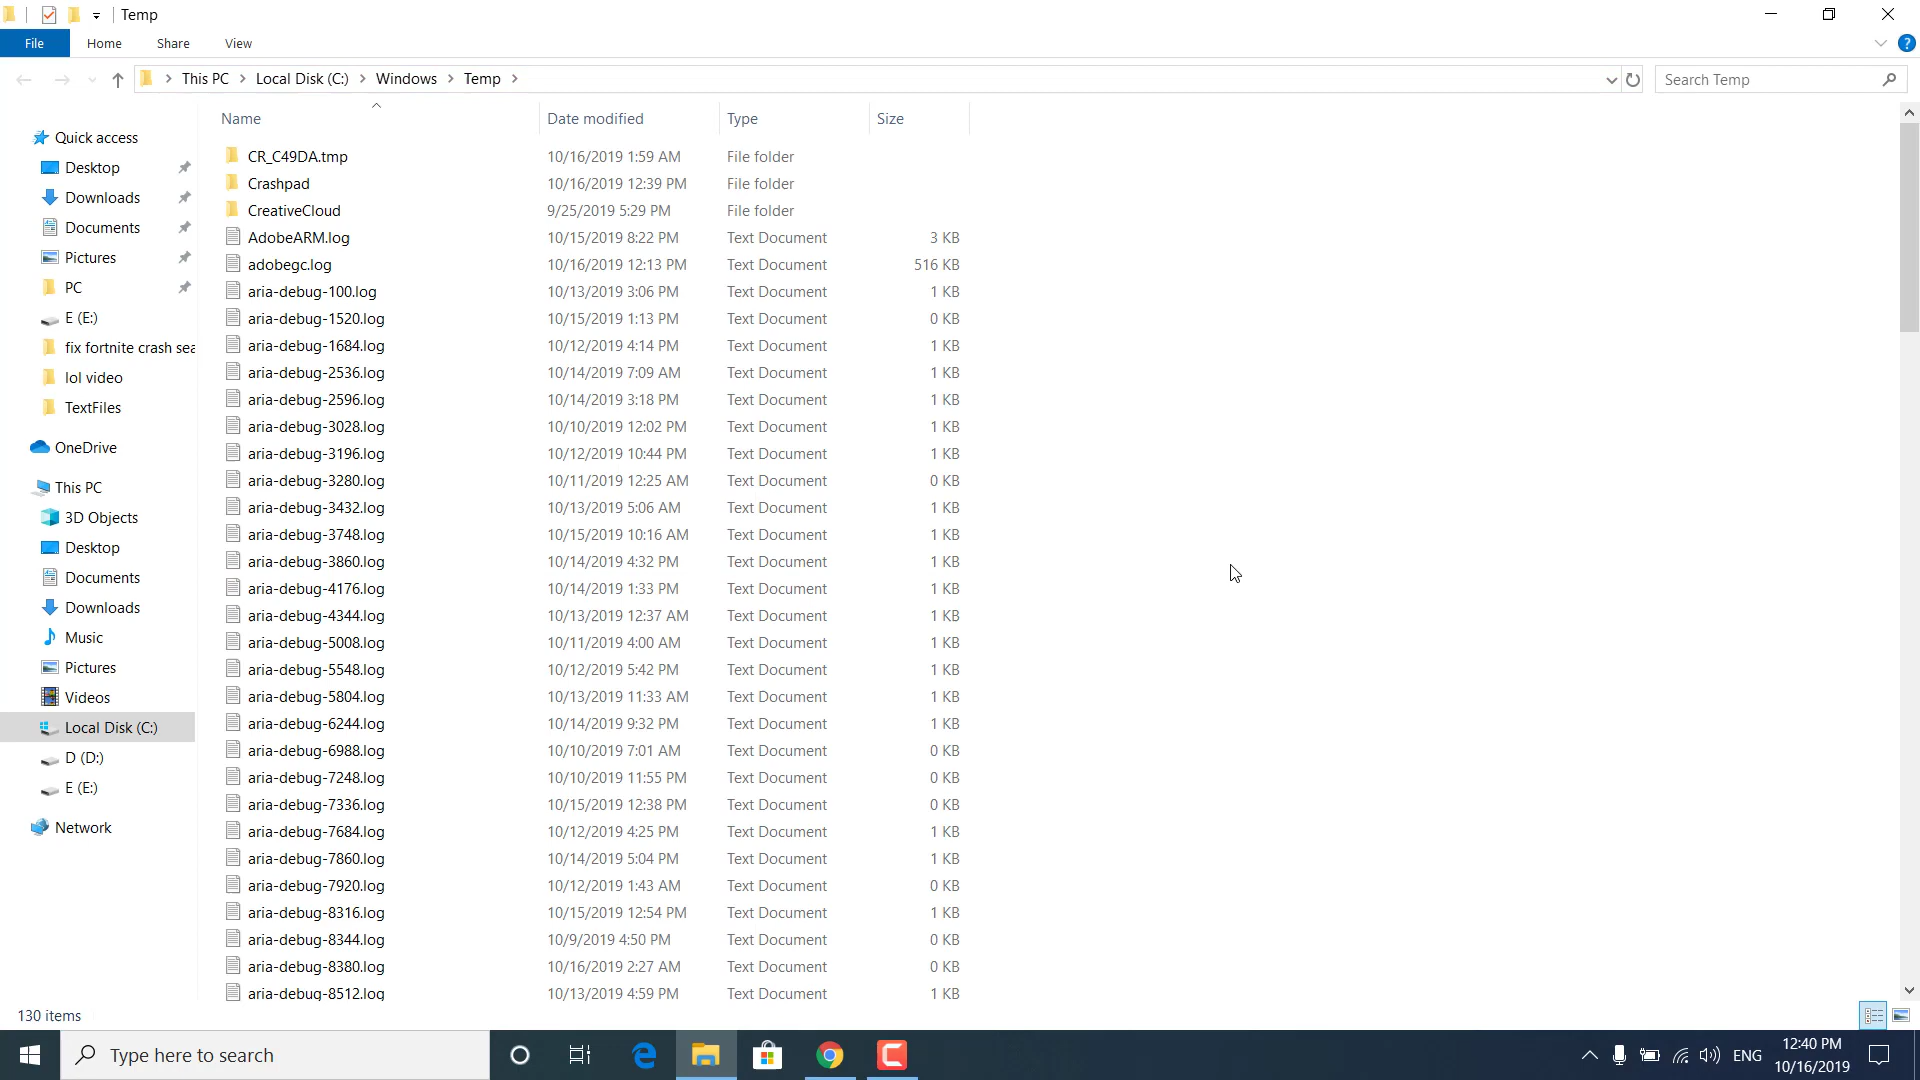 Temp
File Home Share View
This PC Local Disk (C:) Windows Temp
Search Temp
Name Date modified Type Size
Quick access
Desktop
Downloads
Documents
Pictures
PC
E (E:)
fix fortnite crash sea
lol video
TextFiles
OneDrive
This PC
3D Objects
Desktop
Documents
Downloads
Music
Pictures
Videos
Local Disk (C:)
D (D:)
E (E:)
Network
CR_C49DA.tmp 10/16/2019 1:59 AM File folder
Crashpad 10/16/2019 12:39 PM File folder
CreativeCloud 9/25/2019 5:29 PM File folder
AdobeARM.log 10/15/2019 8:22 PM Text Document 3 KB
adobegc.log 10/16/2019 12:13 PM Text Document 516 KB
aria-debug-100.log 10/13/2019 3:06 PM Text Document 1 KB
aria-debug-1520.log 10/15/2019 1:13 PM Text Document 0 KB
aria-debug-1684.log 10/12/2019 4:14 PM Text Document 1 KB
aria-debug-2536.log 10/14/2019 7:09 AM Text Document 1 KB
aria-debug-2596.log 10/14/2019 3:18 PM Text Document 1 KB
aria-debug-3028.log 10/10/2019 12:02 PM Text Document 1 KB
aria-debug-3196.log 10/12/2019 10:44 PM Text Document 1 KB
aria-debug-3280.log 10/11/2019 12:25 AM Text Document 0 KB
aria-debug-3432.log 10/13/2019 5:06 AM Text Document 1 KB
aria-debug-3748.log 10/15/2019 10:16 AM Text Document 1 KB
aria-debug-3860.log 10/14/2019 4:32 PM Text Document 1 KB
aria-debug-4176.log 10/14/2019 1:33 PM Text Document 1 KB
aria-debug-4344.log 10/13/2019 12:37 AM Text Document 1 KB
aria-debug-5008.log 10/11/2019 4:00 AM Text Document 1 KB
aria-debug-5548.log 10/12/2019 5:42 PM Text Document 1 KB
aria-debug-5804.log 10/13/2019 11:33 AM Text Document 1 KB
aria-debug-6244.log 10/14/2019 9:32 PM Text Document 1 KB
aria-debug-6988.log 10/10/2019 7:01 AM Text Document 0 KB
aria-debug-7248.log 10/10/2019 11:55 PM Text Document 0 KB
aria-debug-7336.log 10/15/2019 12:38 PM Text Document 0 KB
aria-debug-7684.log 10/12/2019 4:25 PM Text Document 1 KB
aria-debug-7860.log 10/14/2019 5:04 PM Text Document 1 KB
aria-debug-7920.log 10/12/2019 1:43 AM Text Document 0 KB
aria-debug-8316.log 10/15/2019 12:54 PM Text Document 1 KB
aria-debug-8344.log 10/9/2019 4:50 PM Text Document 0 KB
aria-debug-8380.log 10/16/2019 2:27 AM Text Document 0 KB
aria-debug-8512.log 10/13/2019 4:59 PM Text Document 1 KB
130 items
Type here to search
ENG
12:40 PM
10/16/2019